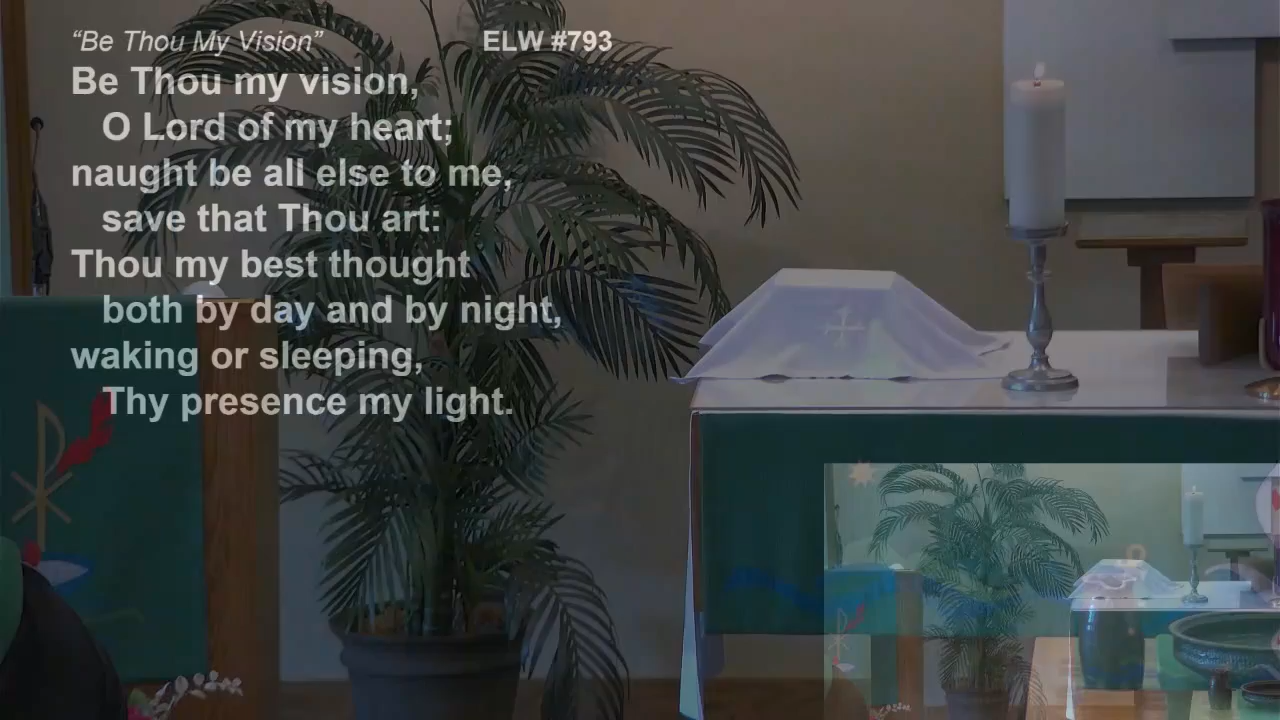 “Be Thou My Vision” ELW #793
Be Thou my vision,
O Lord of my heart;
naught be all else to me,
save that Thou art:
Thou my best thought
both by day and by night,
waking or sleeping,
Thy presence my light.